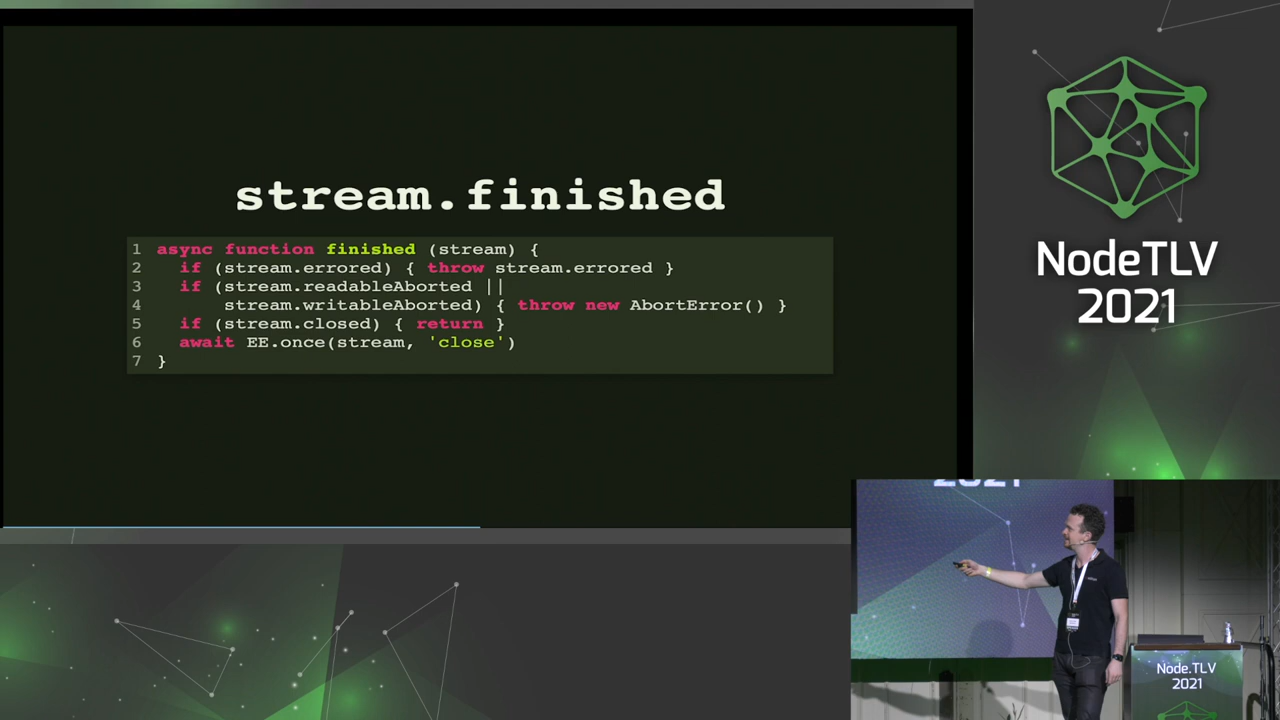 stream.finished
1 async function finished (stream) {
2   if (stream.errored) { throw stream.errored }
3   if (stream.readableAborted ||
4       stream.writableAborted) { throw new AbortError() }
5   if (stream.closed) { return }
6   await EE.once(stream, 'close')
7 }
NodeTLV
2021
2021
Node.TLV
2021